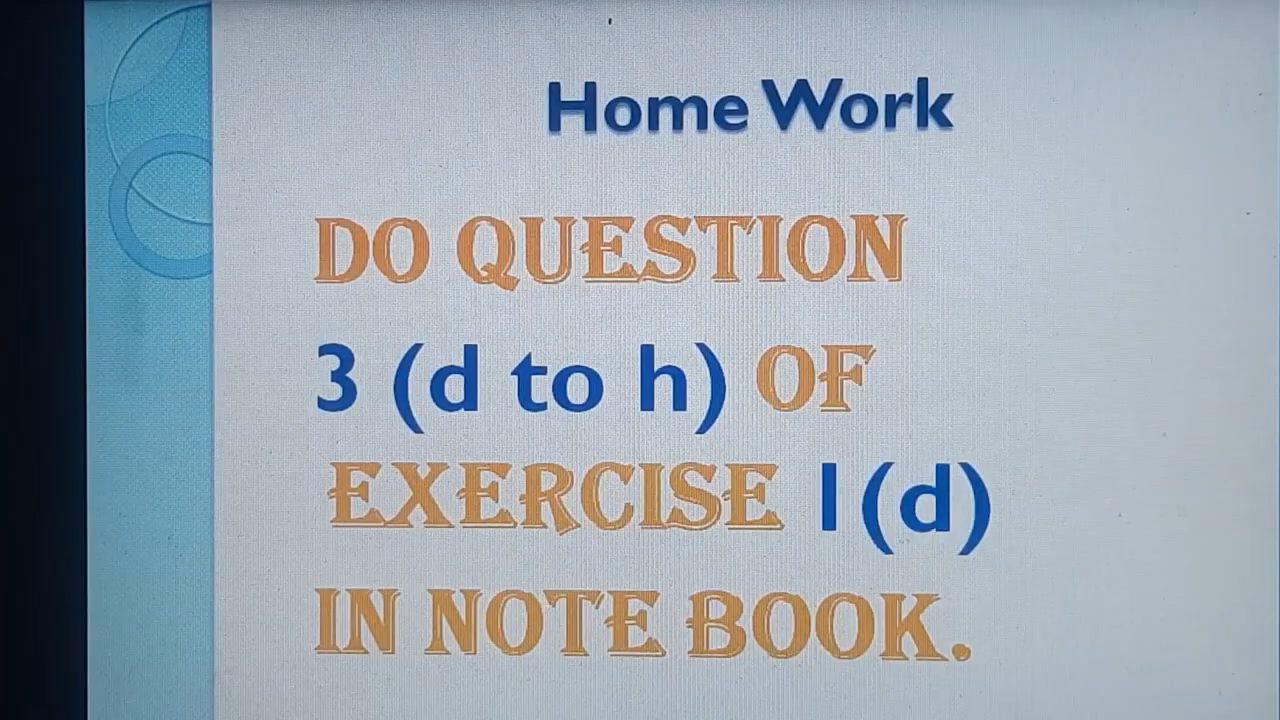 Home Work
DO QUESTION
3 (d to h) OF
EXERCISE 1(d)
IN NOTE BOOK.